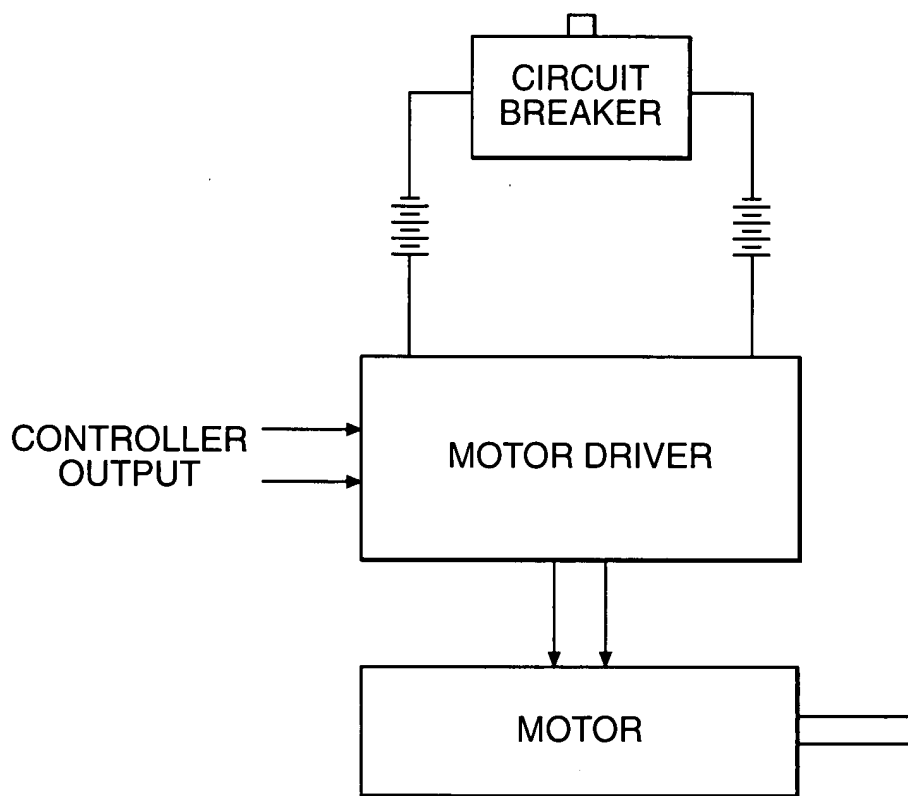 CIRCUIT
BREAKER
CONTROLLER
OUTPUT
MOTOR DRIVER
MOTOR